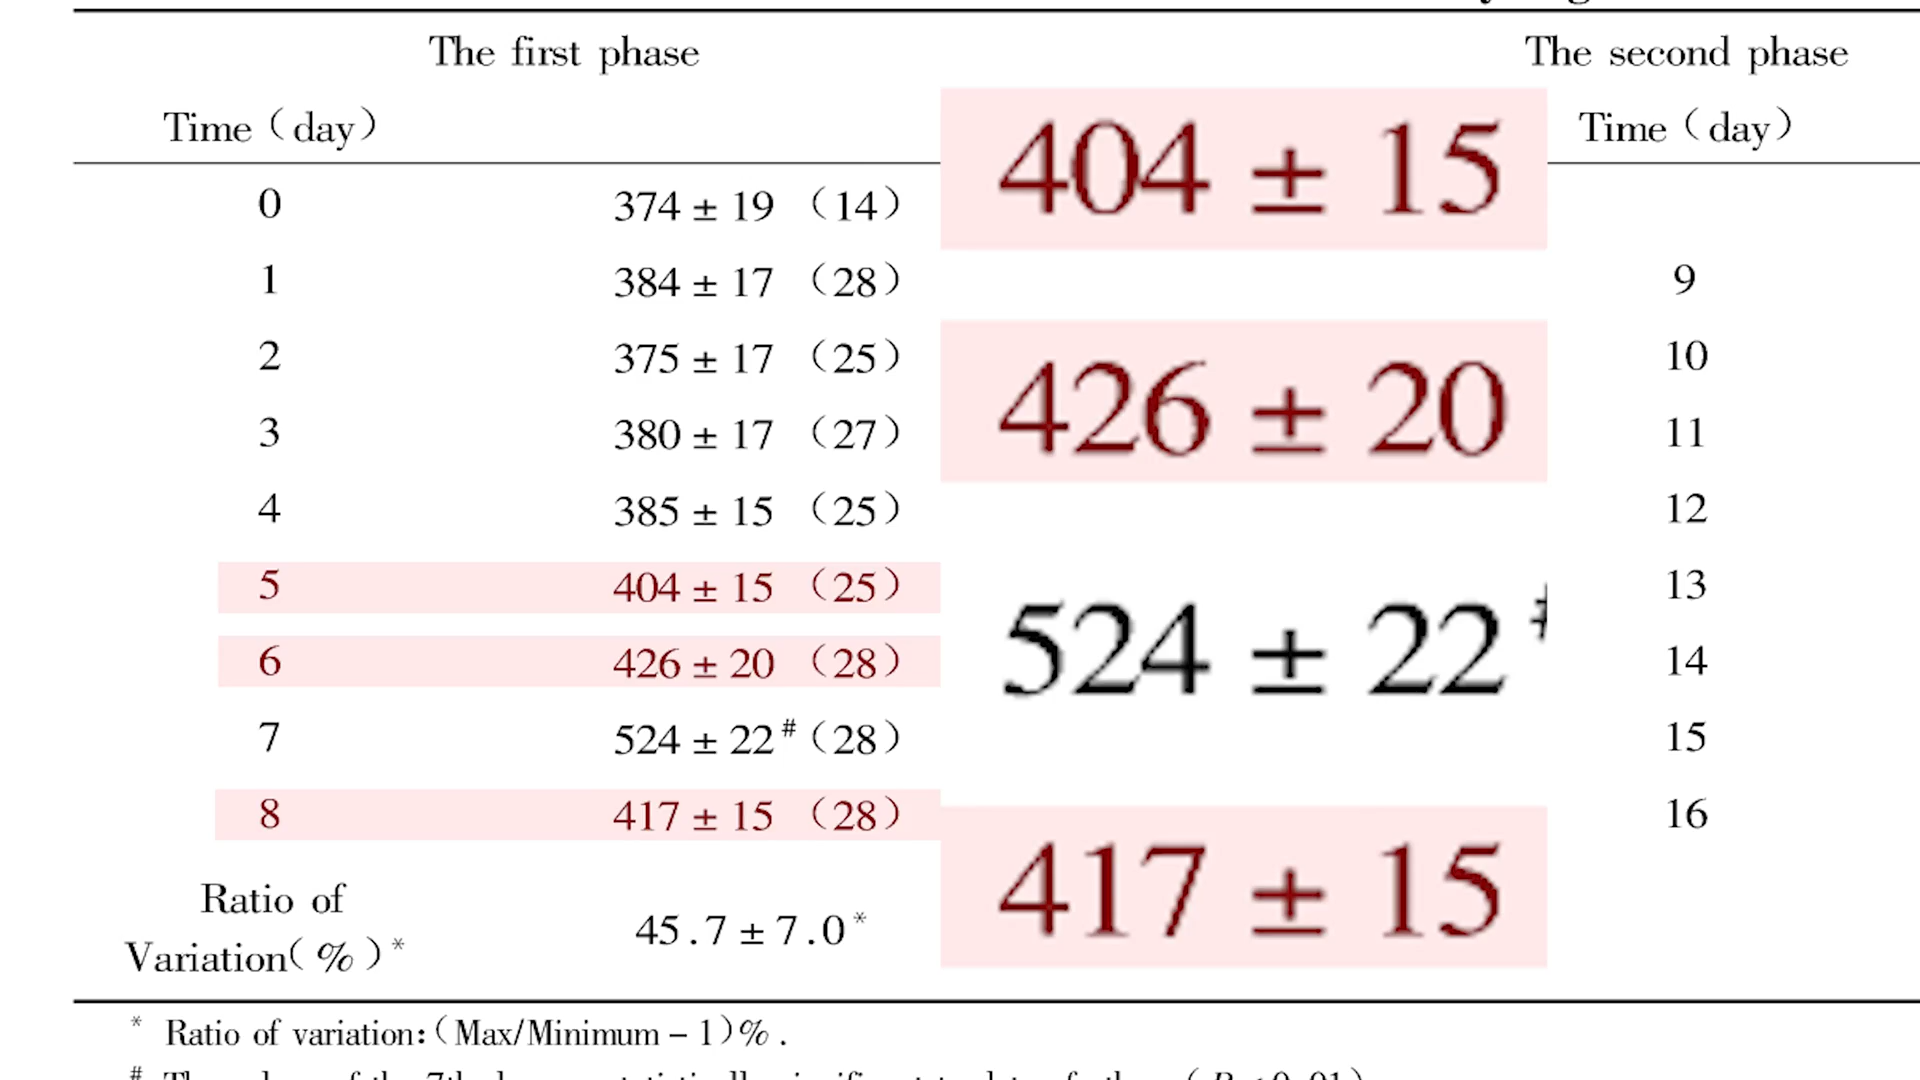 The first phase The second phase
Time (day) Time (day)
404 ± 15
0 374 ± 19 (14)
1 384 ± 17 (28) 9
2 375 ± 17 (25) 10
426 ± 20
3 380 ± 17 (27) 11
4 385 ± 15 (25) 12
5 404 ± 15 (25) 13
524 ± 22 #
6 426 ± 20 (28) 14
7 524 ± 22 # (28) 15
8 417 ± 15 (28) 16
417 ± 15
Ratio of
Variation( % ) * 45.7 ± 7.0 *
* Ratio of variation:(Max/Minimum − 1)% .